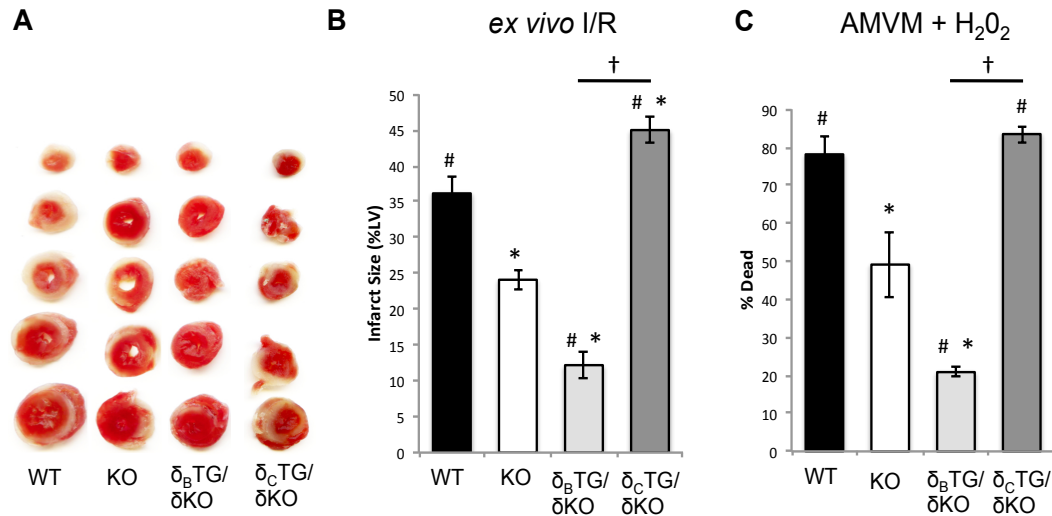 A
WT
KO
δBTG/
δKO
δCTG/
δKO
B
ex vivo I/R
†
Infarct Size (%LV)
50
45
40
35
30
25
20
15
10
5
0
#
*
# *
# *
WT
KO
δBTG/
δKO
δCTG/
δKO
C
AMVM + H202
†
% Dead
90
80
70
60
50
40
30
20
10
0
#
*
# *
#
WT
KO
δBTG/
δKO
δCTG/
δKO